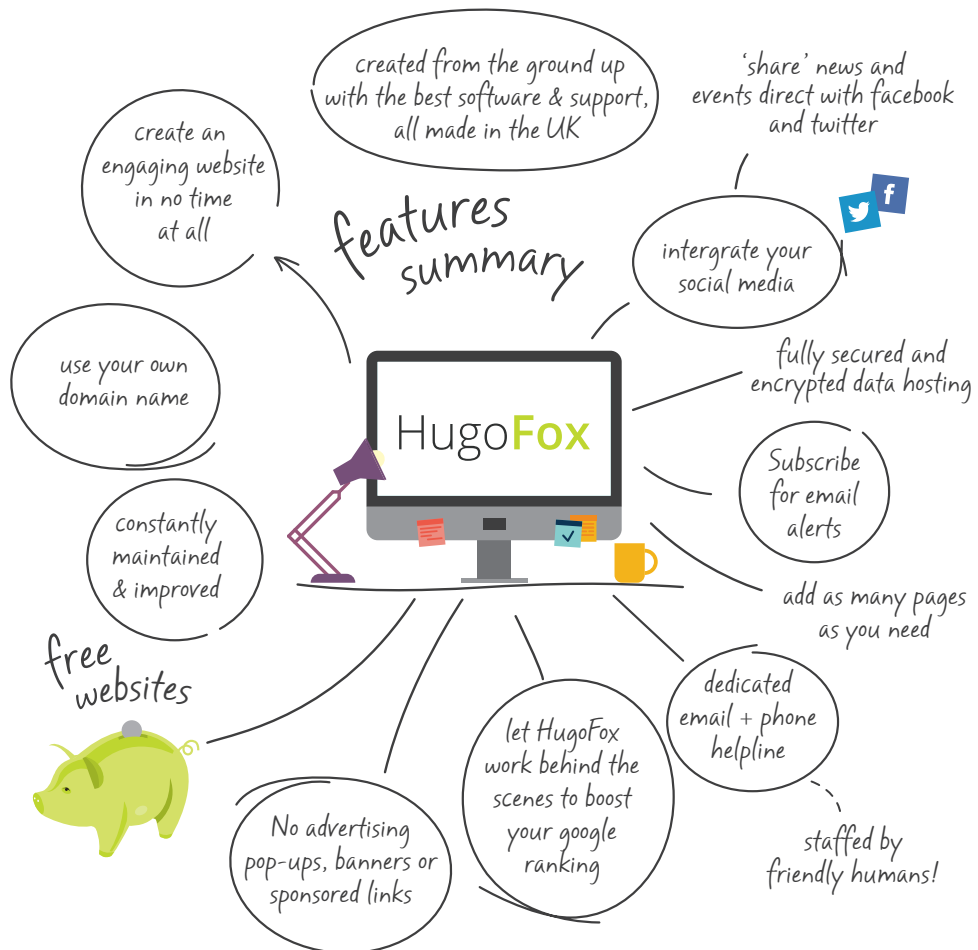 created from the ground up
with the best software & support,
all made in the UK
'share' news and
events direct with facebook
and twitter
create an
engaging website
in no time
at all
features
summary
f
intergrate your
social media
use your own
domain name
HugoFox
fully secured and
encrypted data hosting
Subscribe
for email
alerts
constantly
maintained
& improved
add as many pages
as you need
free
websites
dedicated
email + phone
helpline
let HugoFox
work behind the
scenes to boost
your google
ranking
No advertising
pop-ups, banners or
sponsored links
staffed by
friendly humans!